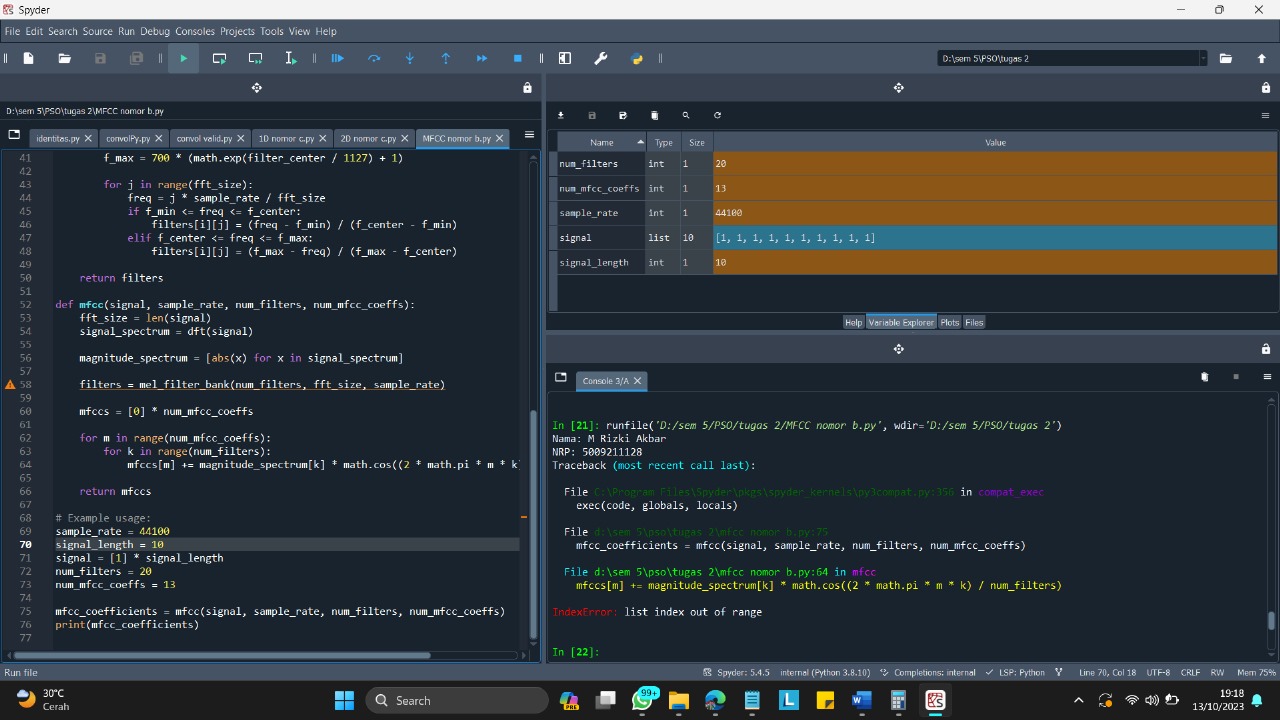 Spyder
File Edit Search Source Run Debug Consoles Projects Tools View Help
D:\sem 5\PSO\tugas 2
D:\sem 5\PSO\tugas 2\MFCC nomor b.py
identitas.py convolPy.py convol valid.py 1D nomor c.py 2D nomor c.py MFCC nomor b.py
41 f_max = 700 * (math.exp(filter_center / 1127) + 1)
42
43 for j in range(fft_size):
44 freq = j * sample_rate / fft_size
45 if f_min <= freq <= f_center:
46 filters[i][j] = (freq - f_min) / (f_center - f_min)
47 elif f_center <= freq <= f_max:
48 filters[i][j] = (f_max - freq) / (f_max - f_center)
49
50 return filters
51
52 def mfcc(signal, sample_rate, num_filters, num_mfcc_coeffs):
53 fft_size = len(signal)
54 signal_spectrum = dft(signal)
55
56 magnitude_spectrum = [abs(x) for x in signal_spectrum]
57
58 filters = mel_filter_bank(num_filters, fft_size, sample_rate)
59
60 mfccs = [0] * num_mfcc_coeffs
61
62 for m in range(num_mfcc_coeffs):
63 for k in range(num_filters):
64 mfccs[m] += magnitude_spectrum[k] * math.cos((2 * math.pi * m * k
65
66 return mfccs
67
68 # Example usage:
69 sample_rate = 44100
70 signal_length = 10
71 signal = [1] * signal_length
72 num_filters = 20
73 num_mfcc_coeffs = 13
74
75 mfcc_coefficients = mfcc(signal, sample_rate, num_filters, num_mfcc_coeffs)
76 print(mfcc_coefficients)
77
Name Type Size Value
num_filters int 1 20
num_mfcc_coeffs int 1 13
sample_rate int 1 44100
signal list 10 [1, 1, 1, 1, 1, 1, 1, 1, 1, 1]
signal_length int 1 10
Help Variable Explorer Plots Files
Console 3/A
In [21]: runfile('D:/sem 5/PSO/tugas 2/MFCC nomor b.py', wdir='D:/sem 5/PSO/tugas 2')
Nama: M Rizki Akbar
NRP: 5009211128
Traceback (most recent call last):
File C:\Program Files\Spyder\pkgs\spyder_kernels\py3compat.py:356 in compat_exec
exec(code, globals, locals)
File d:\sem 5\pso\tugas 2\mfcc nomor b.py:75
mfcc_coefficients = mfcc(signal, sample_rate, num_filters, num_mfcc_coeffs)
File d:\sem 5\pso\tugas 2\mfcc nomor b.py:64 in mfcc
mfccs[m] += magnitude_spectrum[k] * math.cos((2 * math.pi * m * k) / num_filters)
IndexError: list index out of range
In [22]:
Run file
Spyder: 5.4.5 internal (Python 3.8.10) Completions: internal LSP: Python Line 70, Col 18 UTF-8 CRLF RW Mem 75%
30°C
Cerah
Search
PRE
99+
L
19:18
13/10/2023